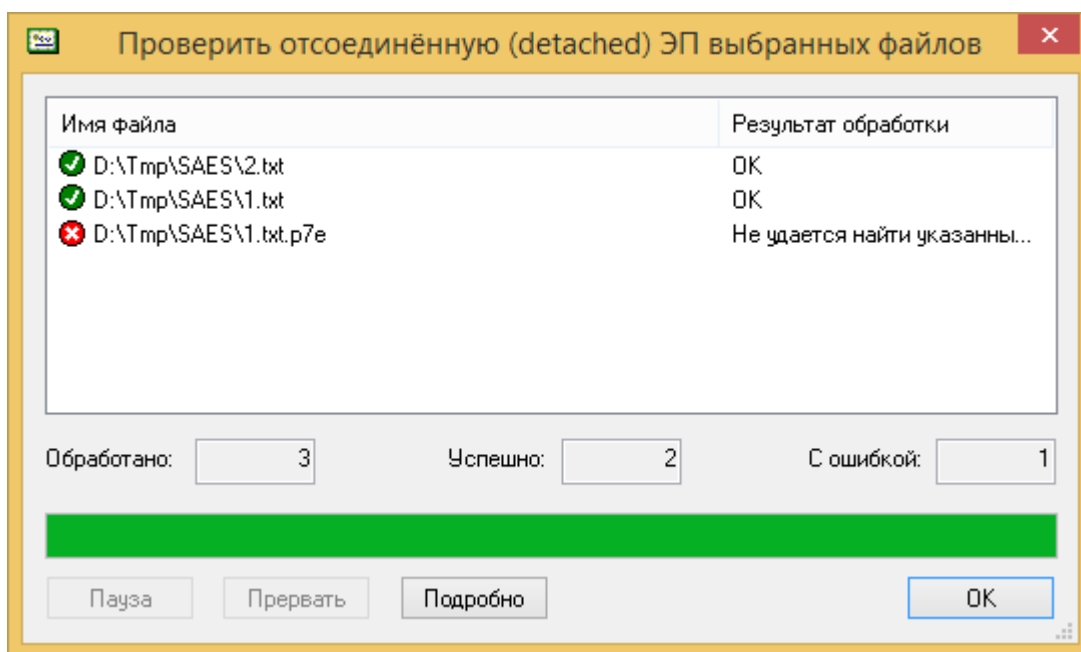 Проверить отсоединённую (detached) ЭП выбранных файлов
Имя файла Результат обработки
D:\Tmp\SAES\2.txt OK
D:\Tmp\SAES\1.txt OK
D:\Tmp\SAES\1.txt.p7e Не удается найти указанны...
Обработано: 3 Успешно: 2 С ошибкой: 1
Пауза Прервать Подробно OK